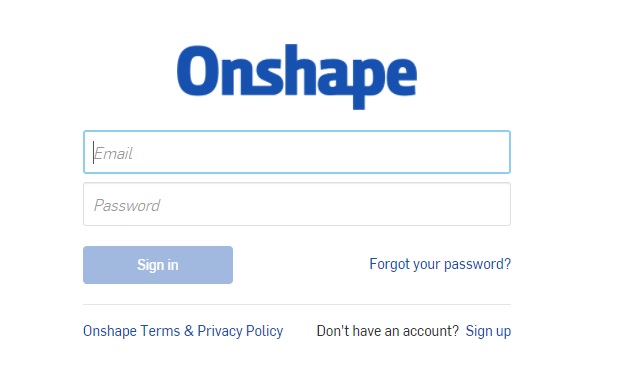 Onshape
Email
Password
Sign in
Forgot your password?
Onshape Terms & Privacy Policy
Don't have an account? Sign up